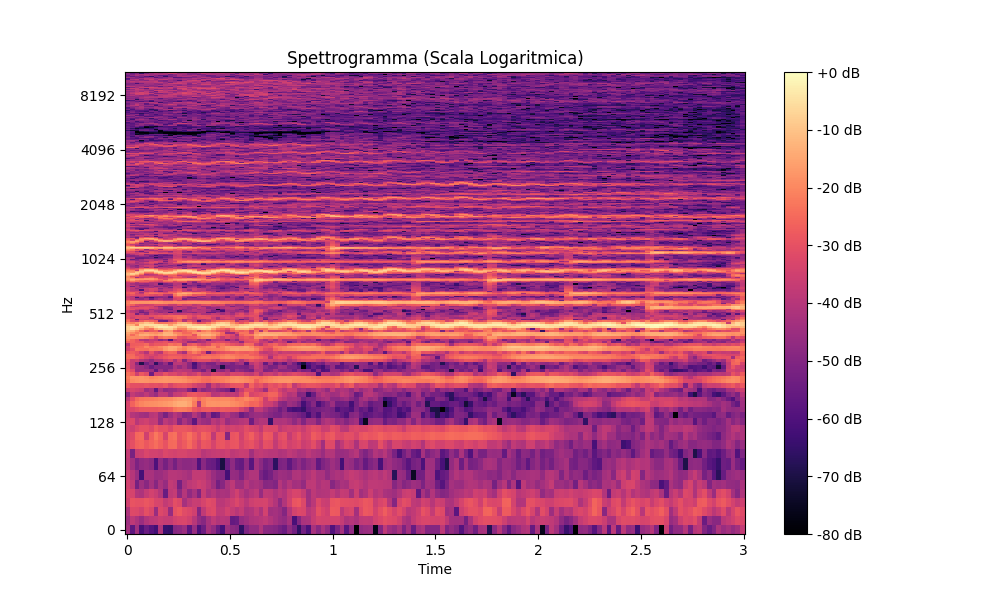 Spettrogramma (Scala Logaritmica)
Hz
8192
4096
2048
1024
512
256
128
64
0
0
0.5
1
1.5
2
2.5
3
Time
+0 dB
-10 dB
-20 dB
-30 dB
-40 dB
-50 dB
-60 dB
-70 dB
-80 dB